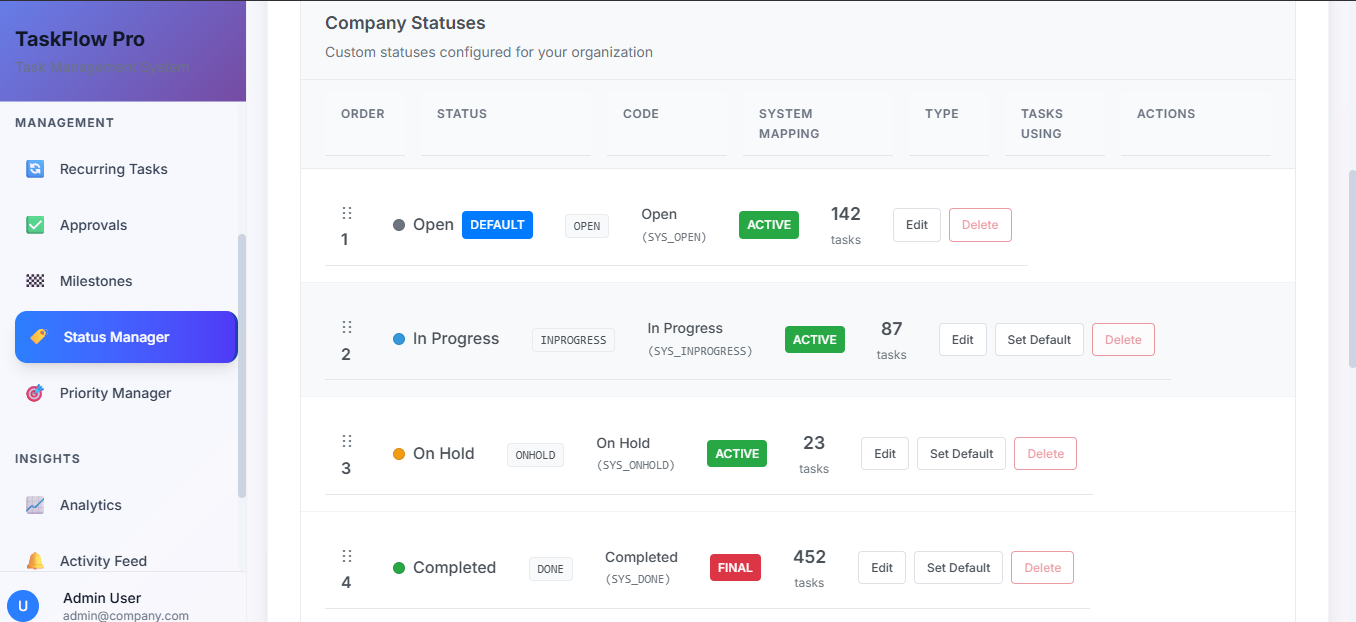 TaskFlow Pro
Task Management System
MANAGEMENT
Recurring Tasks
Approvals
Milestones
Status Manager
Priority Manager
INSIGHTS
Analytics
Activity Feed
U
Admin User
admin@company.com
Company Statuses
Custom statuses configured for your organization
ORDER STATUS CODE SYSTEM MAPPING TYPE TASKS USING ACTIONS
1 Open DEFAULT OPEN Open (SYS_OPEN) ACTIVE 142 tasks Edit Delete
2 In Progress INPROGRESS In Progress (SYS_INPROGRESS) ACTIVE 87 tasks Edit Set Default Delete
3 On Hold ONHOLD On Hold (SYS_ONHOLD) ACTIVE 23 tasks Edit Set Default Delete
4 Completed DONE Completed (SYS_DONE) FINAL 452 tasks Edit Set Default Delete